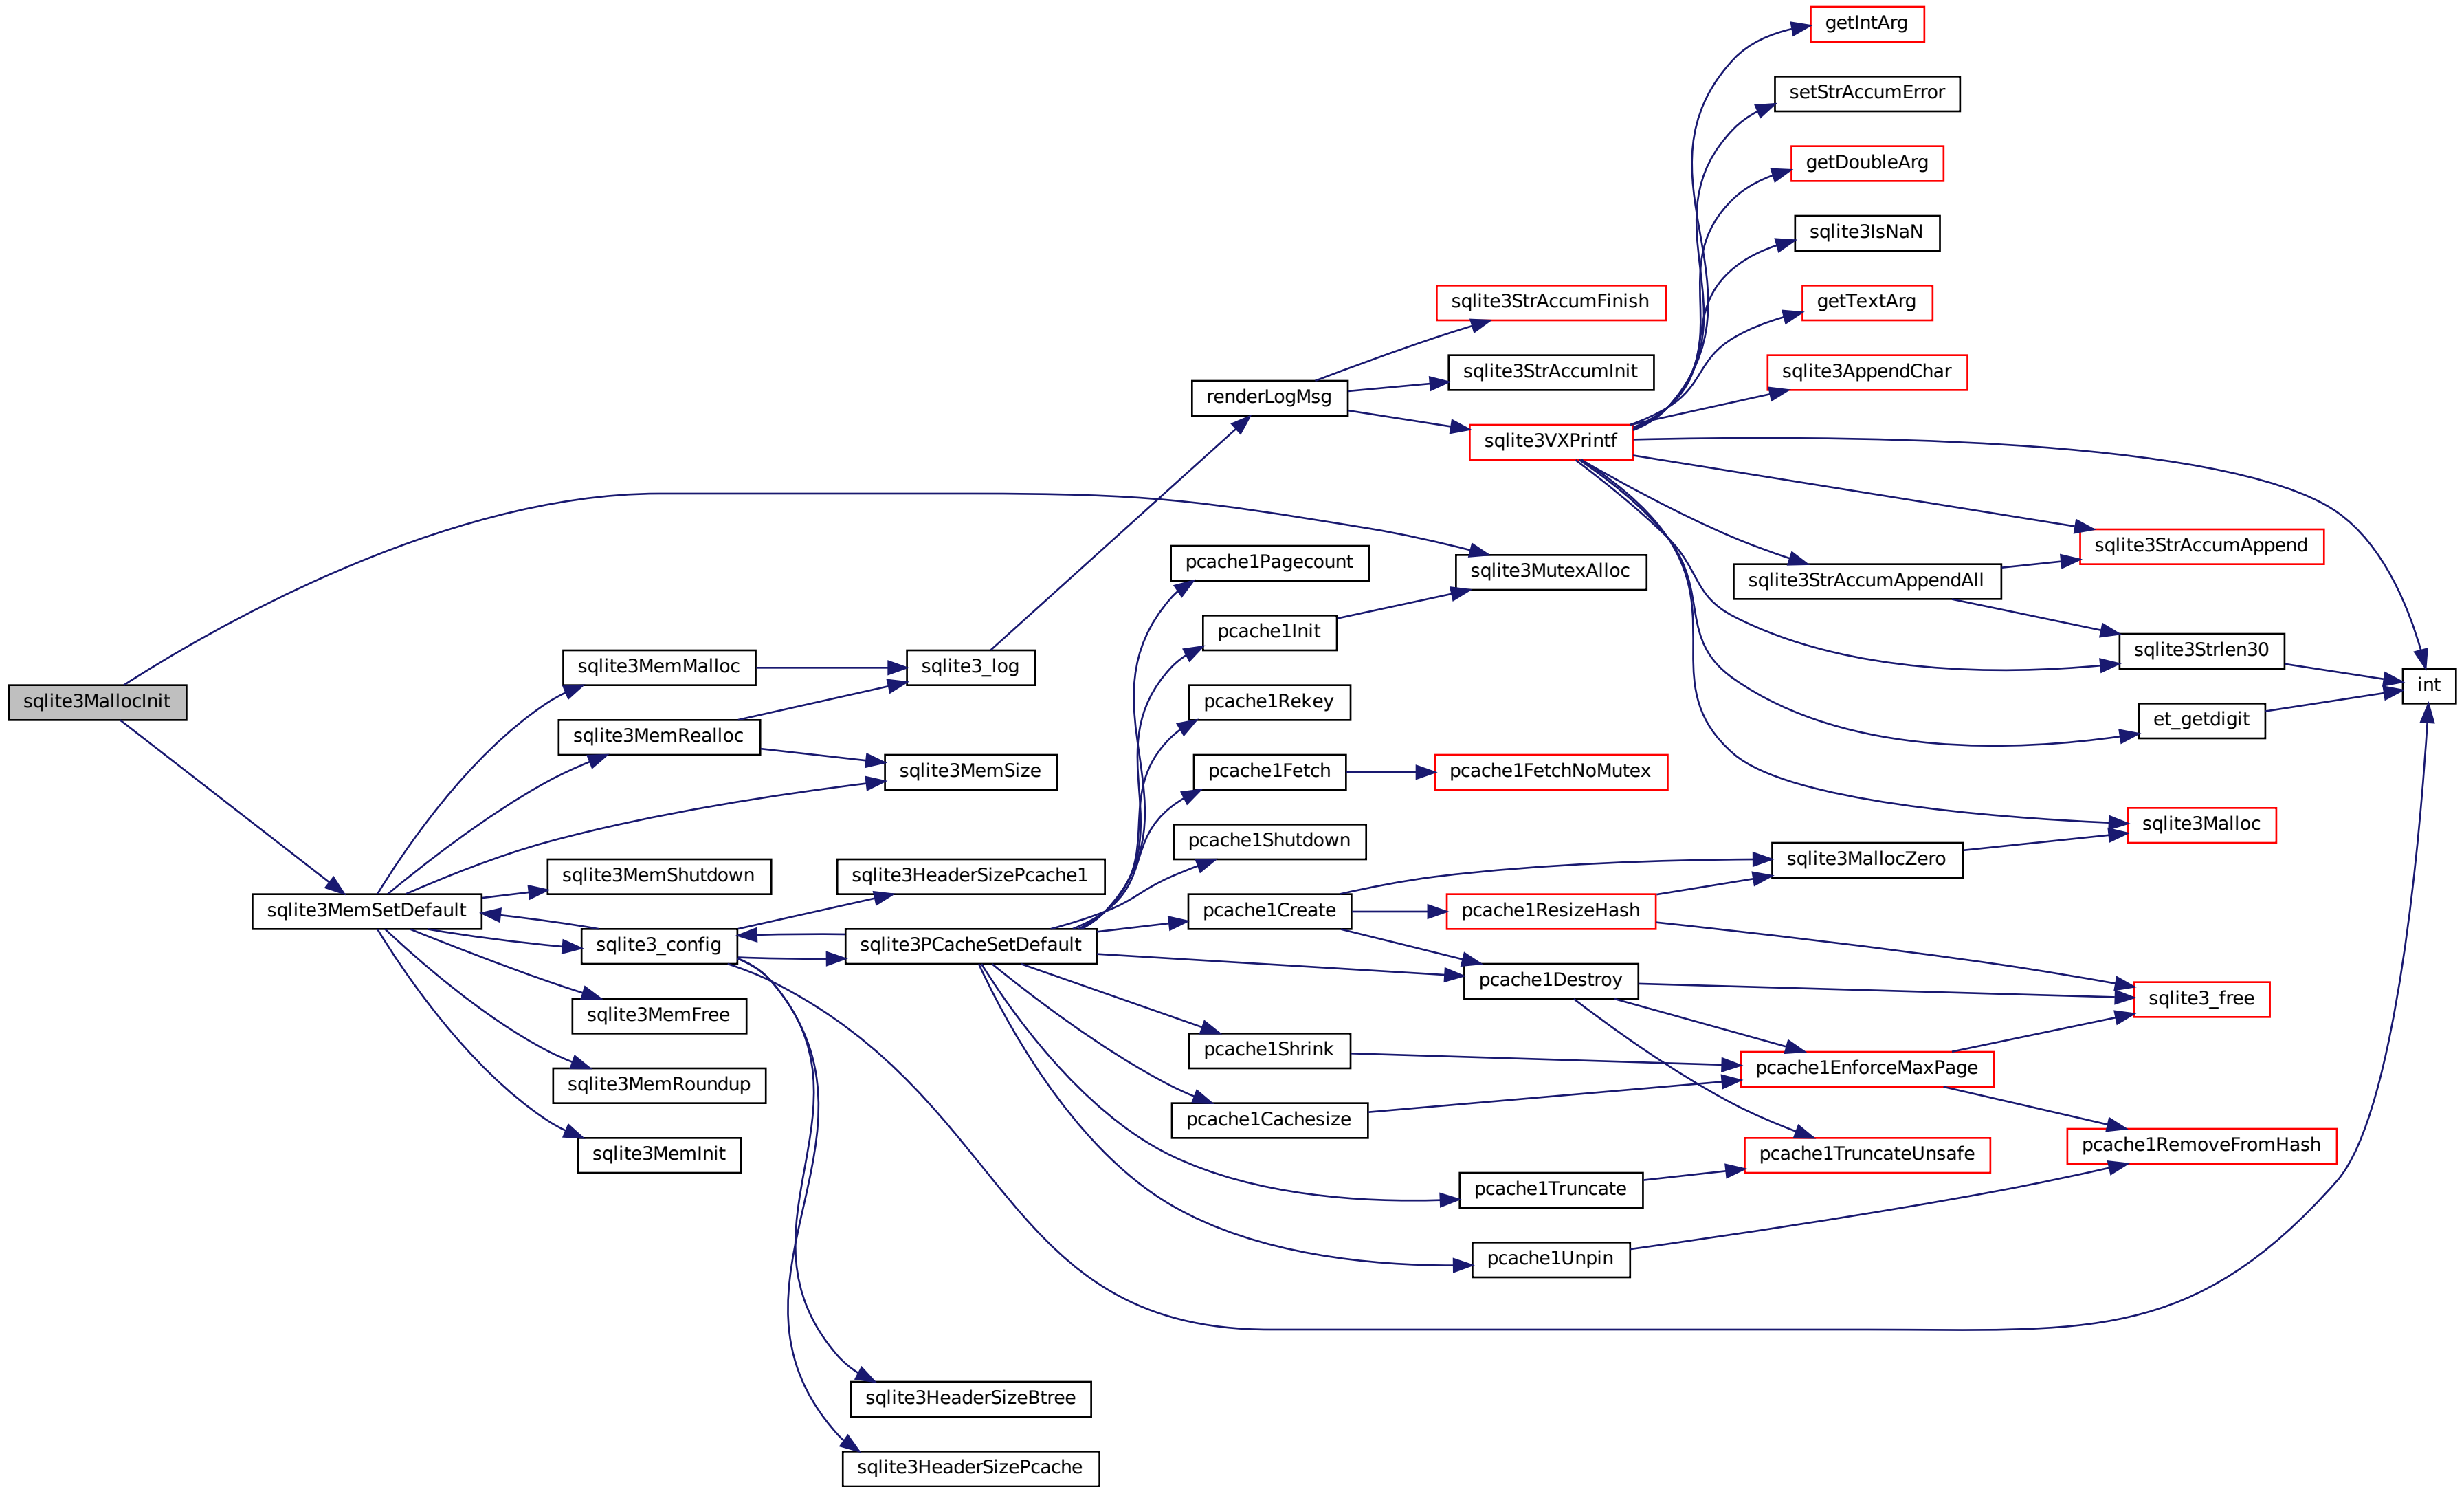 getIntArg
setStrAccumError
getDoubleArg
sqlite3IsNaN
sqlite3StrAccumFinish
getTextArg
sqlite3StrAccumInit
sqlite3AppendChar
renderLogMsg
sqlite3VXPrintf
sqlite3StrAccumAppend
pcache1Pagecount
sqlite3MutexAlloc
sqlite3StrAccumAppendAll
pcache1Init
sqlite3Strlen30
sqlite3MemMalloc
sqlite3_log
int
sqlite3MallocInit
pcache1Rekey
et_getdigit
sqlite3MemRealloc
sqlite3MemSize
pcache1Fetch
pcache1FetchNoMutex
sqlite3Malloc
pcache1Shutdown
sqlite3MallocZero
sqlite3MemShutdown
sqlite3HeaderSizePcache1
sqlite3MemSetDefault
pcache1Create
pcache1ResizeHash
sqlite3_config
sqlite3PCacheSetDefault
pcache1Destroy
sqlite3_free
sqlite3MemFree
pcache1Shrink
pcache1EnforceMaxPage
sqlite3MemRoundup
pcache1Cachesize
pcache1RemoveFromHash
sqlite3MemInit
pcache1TruncateUnsafe
pcache1Truncate
pcache1Unpin
sqlite3HeaderSizeBtree
sqlite3HeaderSizePcache